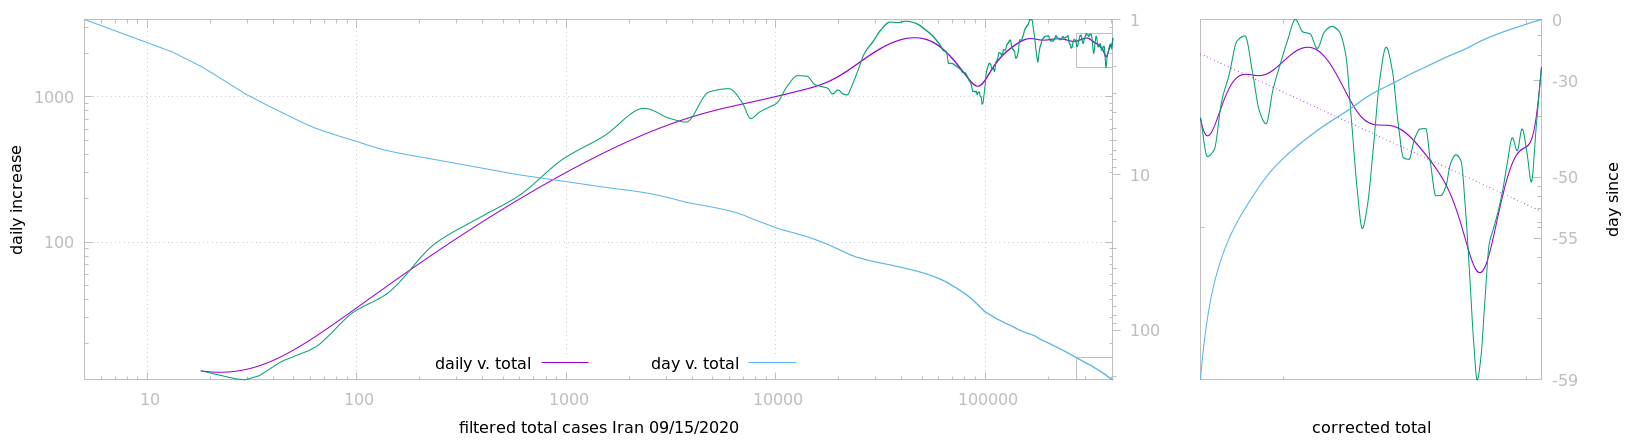 daily increase
1000
100
daily v. total
day v. total
10
100
1000
10000
100000
filtered total cases Iran 09/15/2020
1
10
100
0
-30
-50
-55
-59
day since
corrected total